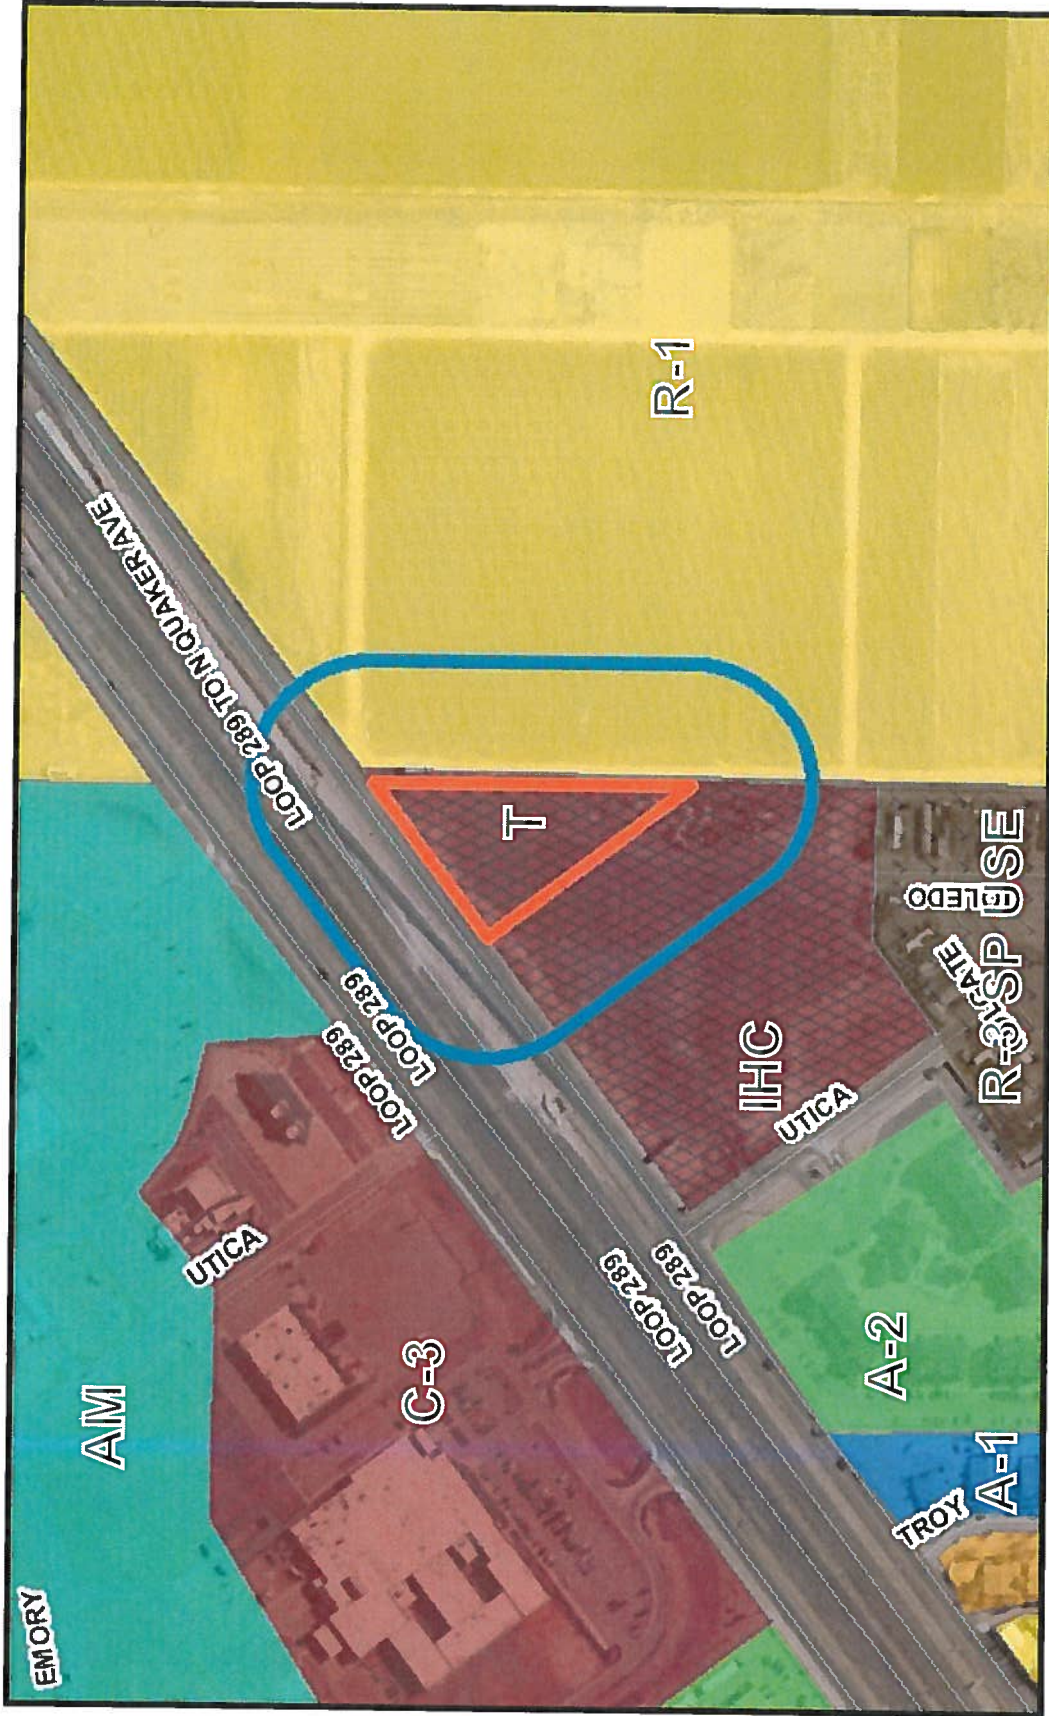 EMORY
AM
UTICA
C-3
LOOP 289
LOOP 289
LOOP 289 TO N QUAKER AVE
T
R-1
LOOP 289
LOOP 289
IHC
UTICA
A-2
TROY
A-1
R-3 SP USE